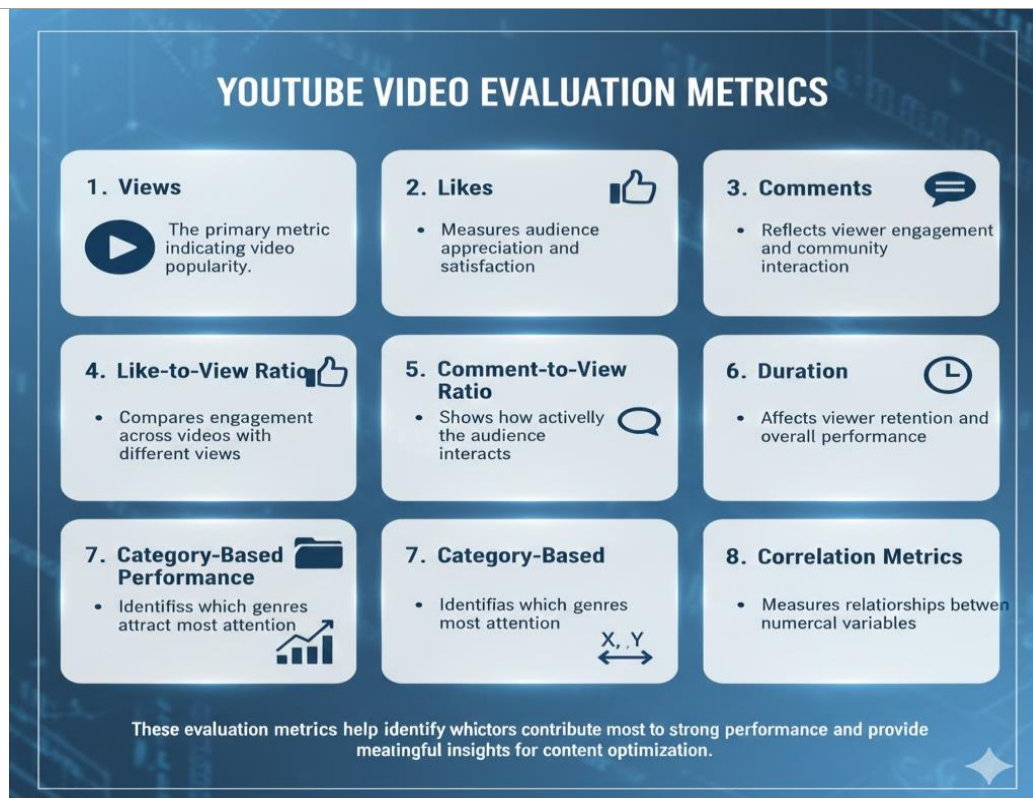 YOUTUBE VIDEO EVALUATION METRICS
1. Views
The primary metric
indicating video
popularity.
2. Likes
• Measures audience
appreciation and
satisfaction
3. Comments
• Reflects viewer engagement
and community
interaction
4. Like-to-View Ratio
• Compares engagement
across videos with
different views
5. Comment-to-View
Ratio
• Shows how activelly
the audience
interacts
6. Duration
• Affects viewer retention and
overall performance
7. Category-Based
Performance
• Identifiss which genres
attract most attention
7. Category-Based
• Identifias which genres
most attention
X, ,Y
8. Correlation Metrics
• Measures relatiorships betwen
numercal variables
These evaluation metrics help identify whictors contribute most to strong performance and provide
meaningful insights for content optimization.